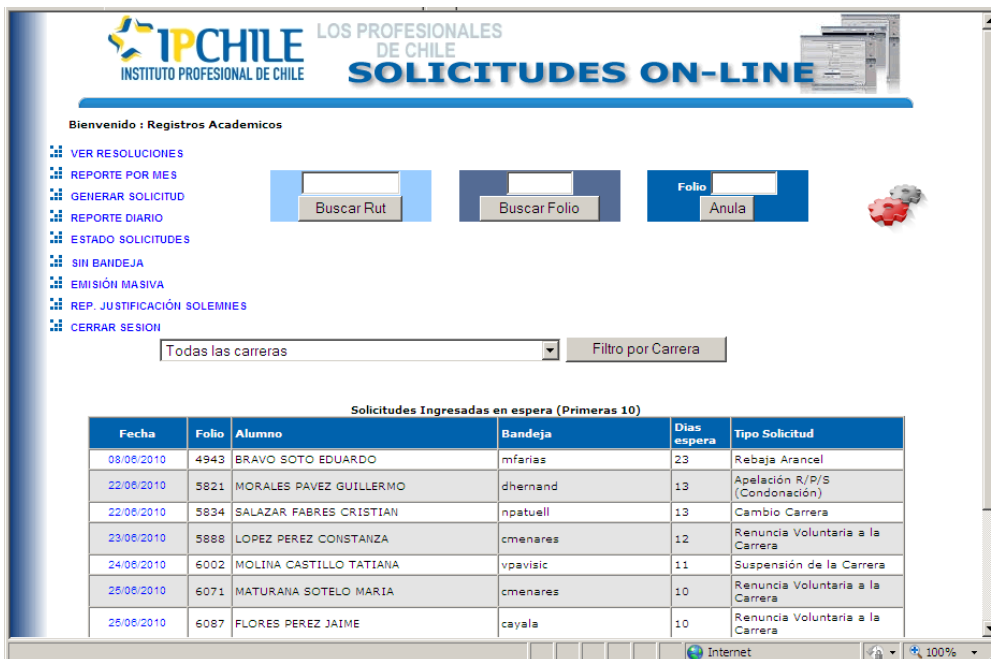 IPCHILE
INSTITUTO PROFESIONAL DE CHILE
LOS PROFESIONALES
DE CHILE
SOLICITUDES ON-LINE
Bienvenido : Registros Academicos
VER RESOLUCIONES
REPORTE POR MES
GENERAR SOLICITUD
REPORTE DIARIO
ESTADO SOLICITUDES
SIN BANDEJA
EMISIÓN MASIVA
REP. JUSTIFICACIÓN SOLEMNES
CERRAR SESION
Buscar Rut
Buscar Folio
Folio
Anula
Todas las carreras
Filtro por Carrera
Solicitudes Ingresadas en espera (Primeras 10)
Fecha Folio Alumno Bandeja Dias espera Tipo Solicitud
08/06/2010 4943 BRAVO SOTO EDUARDO mfarias 23 Rebaja Arancel
22/06/2010 5821 MORALES PAVEZ GUILLERMO dhernand 13 Apelación R/P/S (Condonación)
22/06/2010 5834 SALAZAR FABRES CRISTIAN npatuell 13 Cambio Carrera
23/06/2010 5888 LOPEZ PEREZ CONSTANZA cmenares 12 Renuncia Voluntaria a la Carrera
24/06/2010 6002 MOLINA CASTILLO TATIANA vpavisic 11 Suspensión de la Carrera
25/06/2010 6071 MATURANA SOTELO MARIA cmenares 10 Renuncia Voluntaria a la Carrera
25/06/2010 6087 FLORES PEREZ JAIME cayala 10 Renuncia Voluntaria a la Carrera
Internet
100%